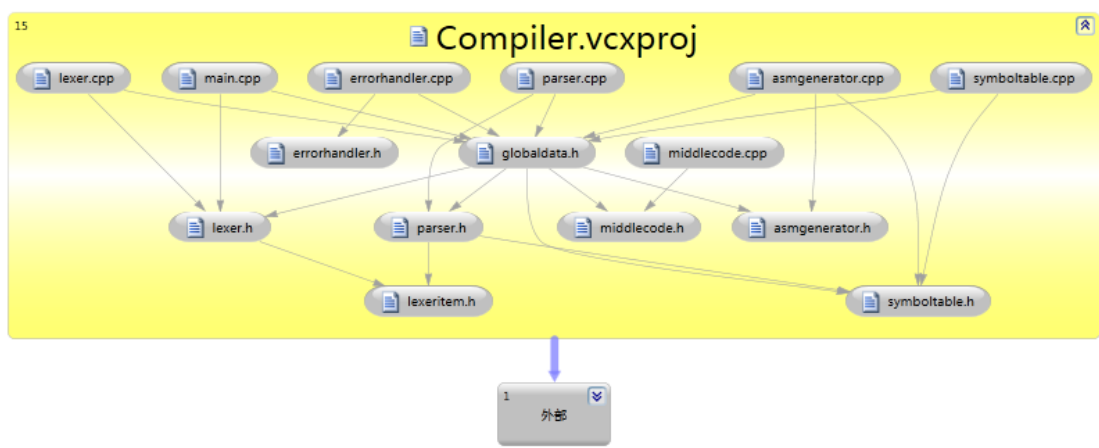 15
Compiler.vcxproj
lexer.cpp
main.cpp
errorhandler.cpp
parser.cpp
asmgenerator.cpp
symboltable.cpp
errorhandler.h
globaldata.h
middlecode.cpp
lexer.h
parser.h
middlecode.h
asmgenerator.h
lexeritem.h
symboltable.h
1
外部